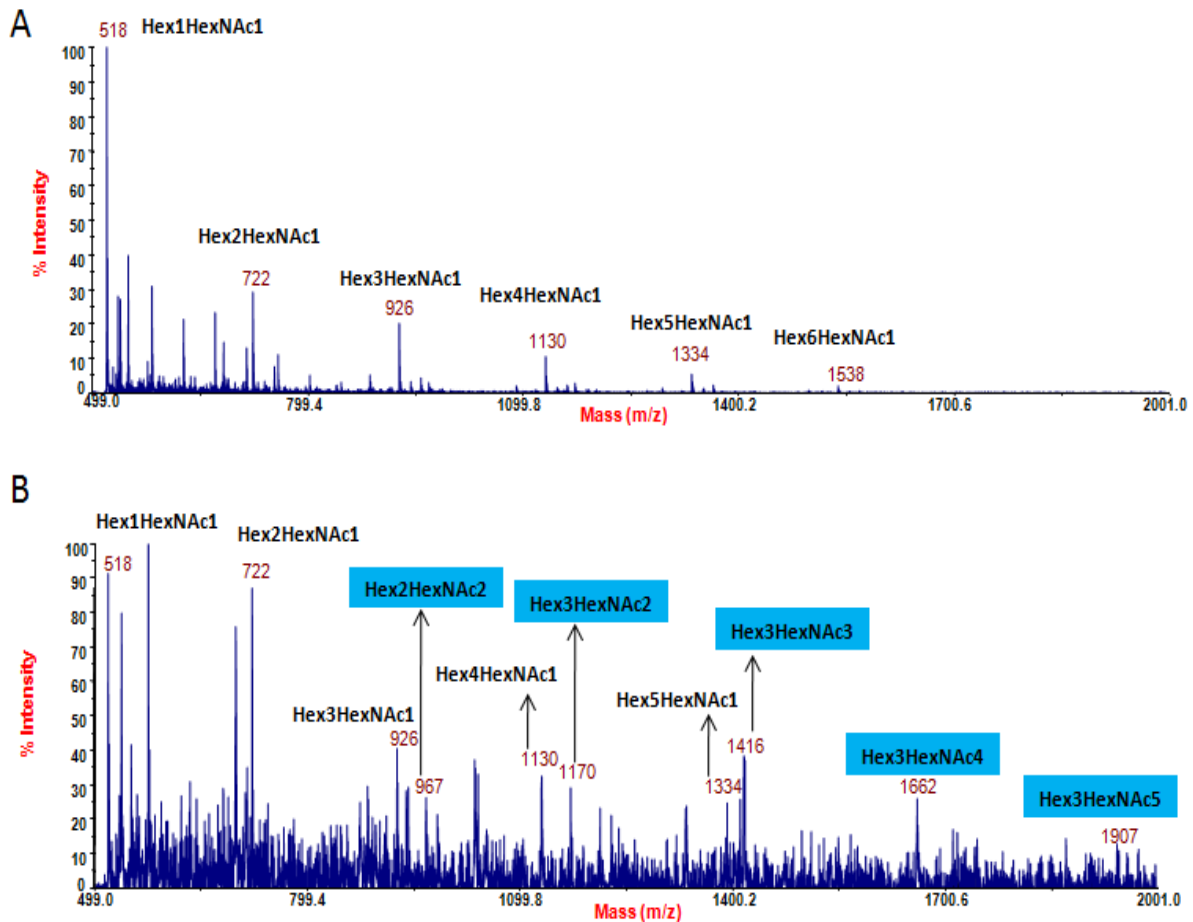 A
518 Hex1HexNAc1
100
90
80
70
60
50
40
30
20
10
0
% Intensity
Hex2HexNAc1
722
Hex3HexNAc1
926
Hex4HexNAc1
1130
Hex5HexNAc1
1334
Hex6HexNAc1
1538
499.0 799.4 1099.8 1400.2 1700.6 2001.0
Mass (m/z)
B
Hex1HexNAc1
518
Hex2HexNAc1
722
100
90
80
70
60
50
40
30
20
10
0
% Intensity
Hex2HexNAc2
Hex3HexNAc2
Hex3HexNAc3
Hex4HexNAc1
Hex5HexNAc1
Hex3HexNAc1
926
967
1130
1170
1334
1416
Hex3HexNAc4
1662
Hex3HexNAc5
1907
499.0 799.4 1099.8 1400.2 1700.6 2001.0
Mass (m/z)